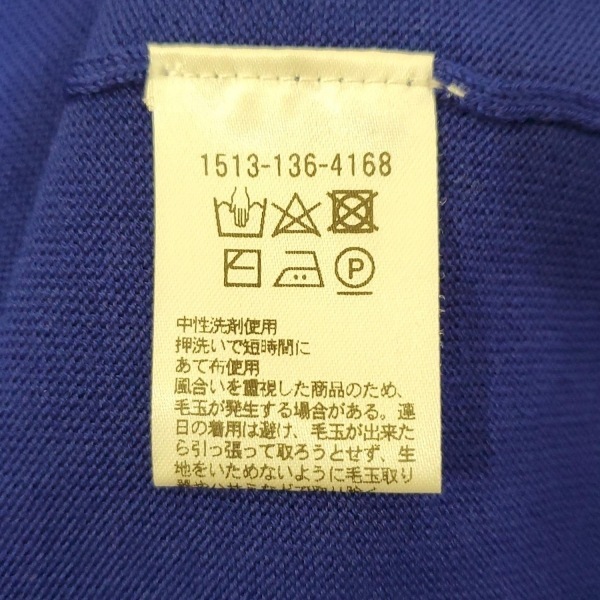 1513-136-4168
P
中性洗剤使用
押洗いで短時間に
あて布使用
風合いを重視した商品のため、
毛玉が発生する場合がある。連
日の着用は避け、毛玉が出来た
ら引っ張って取ろうとせず、生
地をいためないように毛玉取り